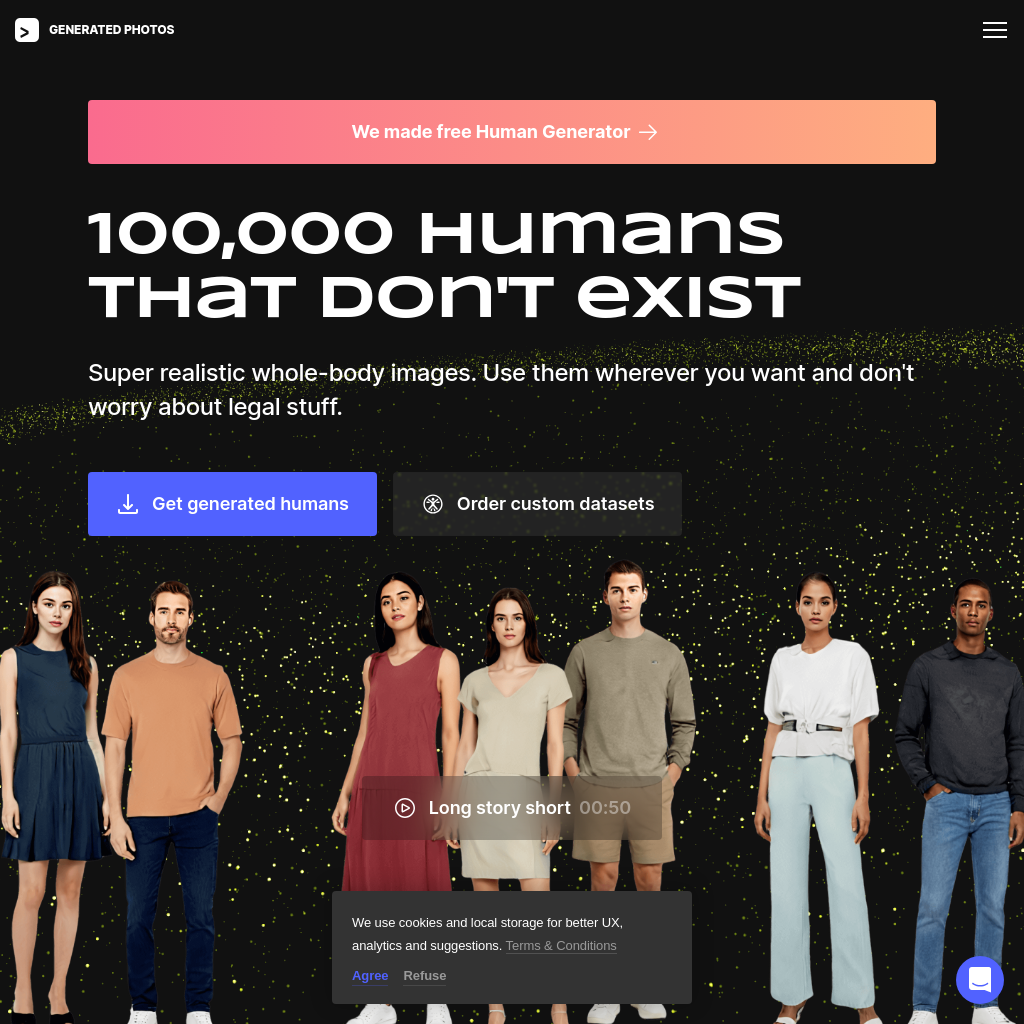 GENERATED PHOTOS
We made free Human Generator →
100,000 Humans
THAT DON'T EXIST
Super realistic whole-body images. Use them wherever you want and don't
worry about legal stuff.
Get generated humans
Order custom datasets
Long story short 00:50
We use cookies and local storage for better UX,
analytics and suggestions. Terms & Conditions
Agree Refuse